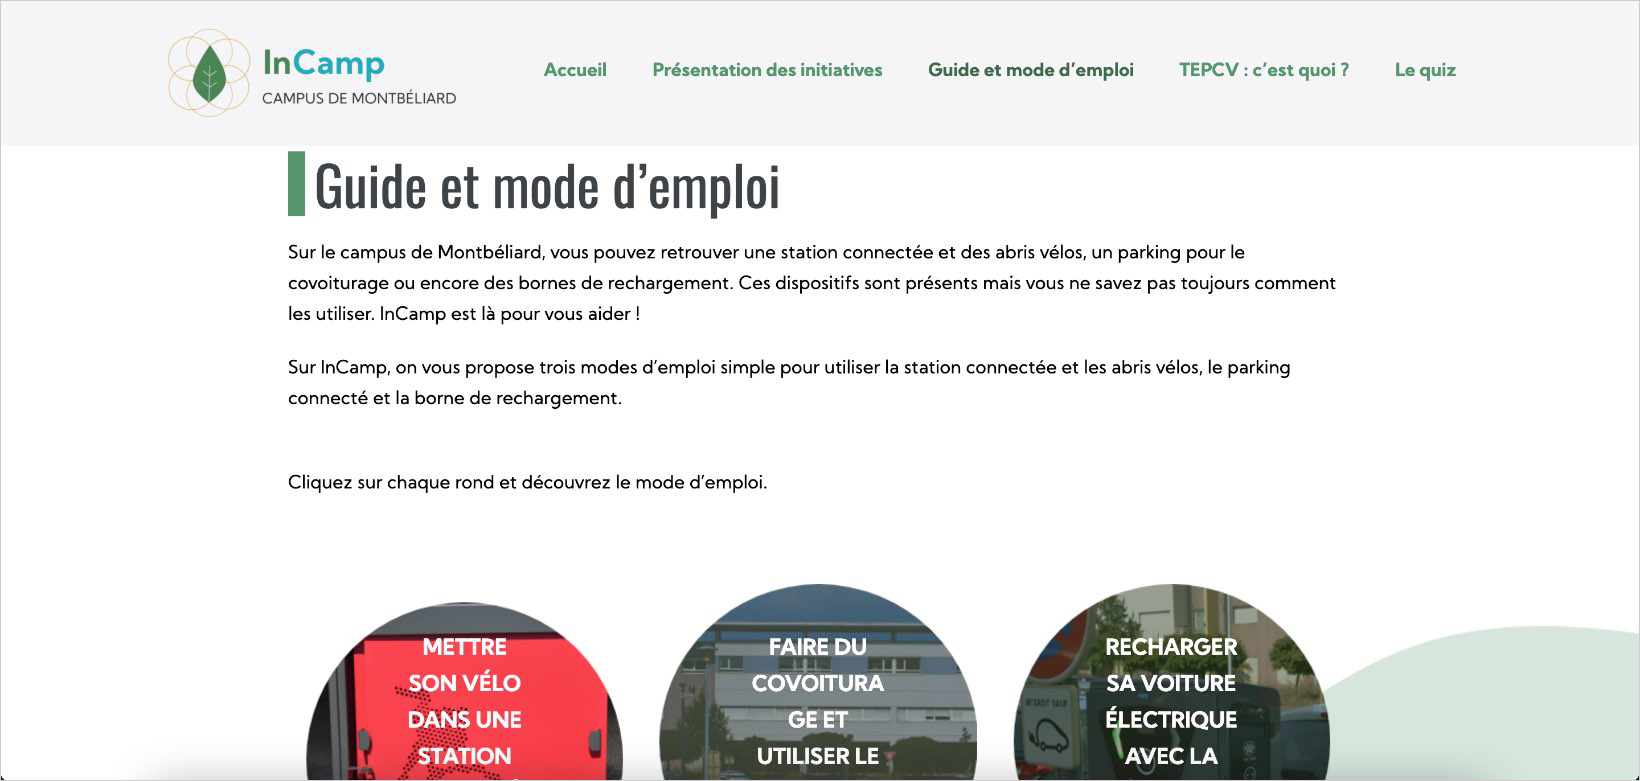 InCamp
CAMPUS DE MONTBÉLIARD
Accueil
Présentation des initiatives
Guide et mode d’emploi
TEPCV : c’est quoi ?
Le quiz
Guide et mode d’emploi
Sur le campus de Montbéliard, vous pouvez retrouver une station connectée et des abris vélos, un parking pour le
covoiturage ou encore des bornes de rechargement. Ces dispositifs sont présents mais vous ne savez pas toujours comment
les utiliser. InCamp est là pour vous aider !
Sur InCamp, on vous propose trois modes d’emploi simple pour utiliser la station connectée et les abris vélos, le parking
connecté et la borne de rechargement.
Cliquez sur chaque rond et découvrez le mode d’emploi.
METTRE
SON VÉLO
DANS UNE
STATION
FAIRE DU
COVOITURA
GE ET
UTILISER LE
RECHARGER
SA VOITURE
ÉLECTRIQUE
AVEC LA
INTERDIT SAUF